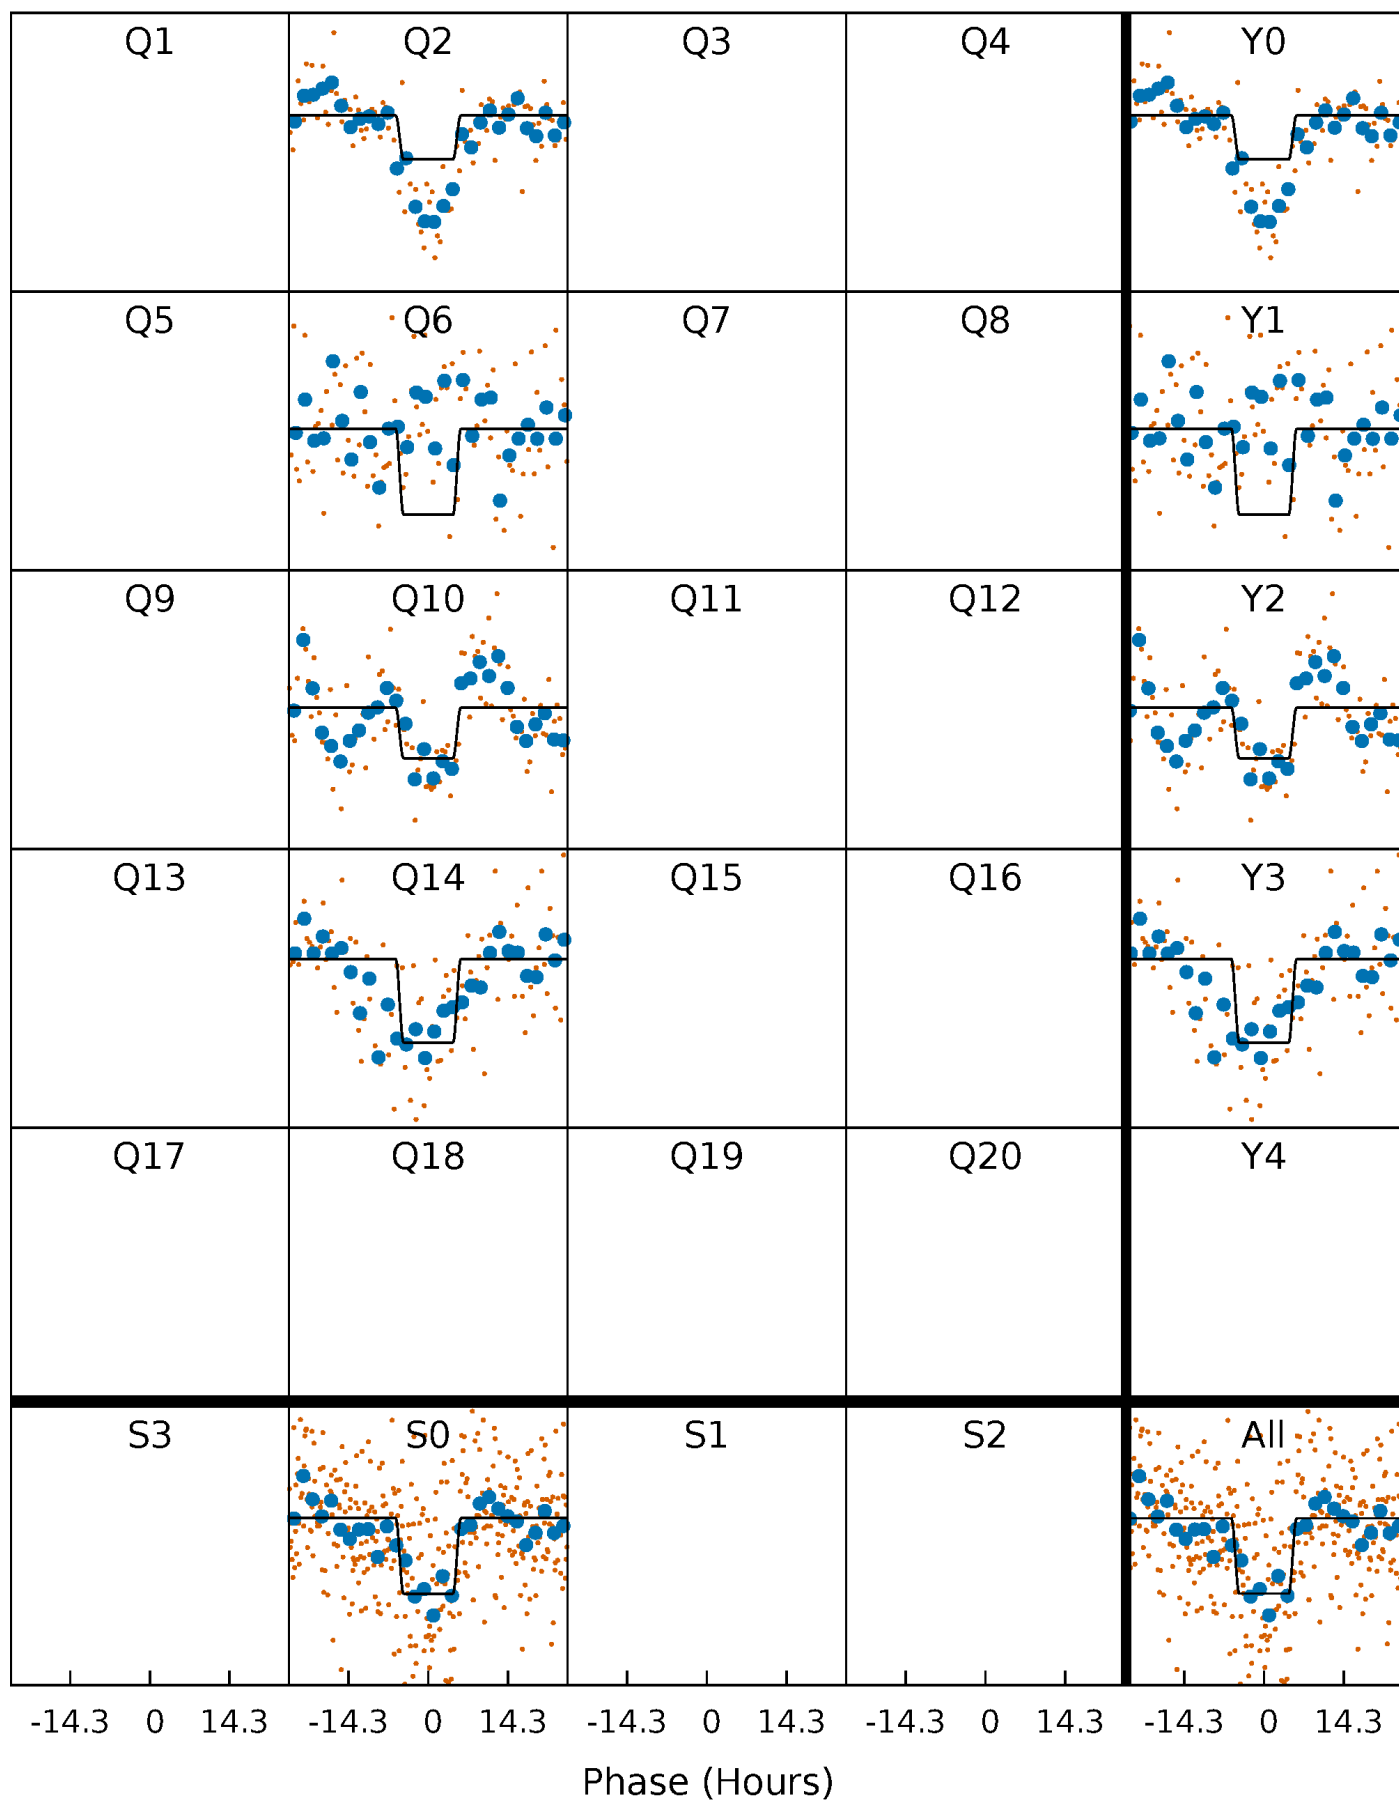 Q1 Q2 Q3 Q4 Y0
Q5 Q6 Q7 Q8 Y1
Q9 Q10 Q11 Q12 Y2
Q13 Q14 Q15 Q16 Y3
Q17 Q18 Q19 Q20 Y4
S3 S0 S1 S2 All
-14.3 0 14.3 -14.3 0 14.3 -14.3 0 14.3 -14.3 0 14.3 -14.3 0 14.3
Phase (Hours)